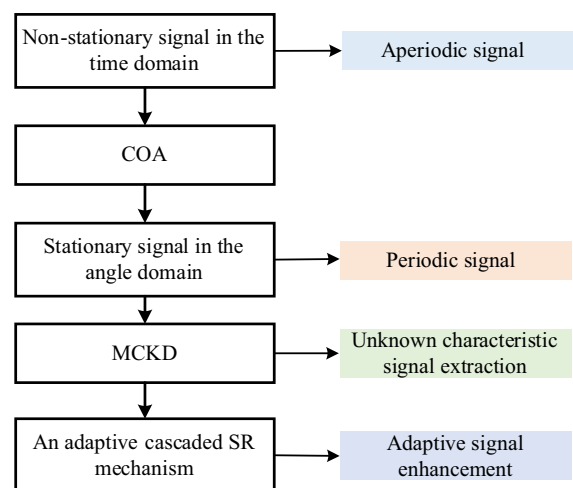 Non-stationary signal in the
time domain
Aperiodic signal
COA
Stationary signal in the
angle domain
Periodic signal
MCKD
Unknown characteristic
signal extraction
An adaptive cascaded SR
mechanism
Adaptive signal
enhancement